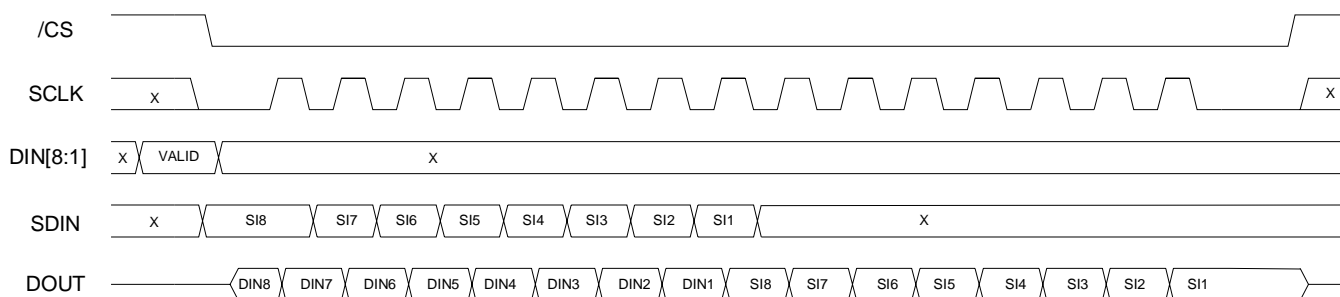 /CS
SCLK X X
DIN[8:1] X VALID X
SDIN X SI8 SI7 SI6 SI5 SI4 SI3 SI2 SI1 X
DOUT DIN8 DIN7 DIN6 DIN5 DIN4 DIN3 DIN2 DIN1 SI8 SI7 SI6 SI5 SI4 SI3 SI2 SI1